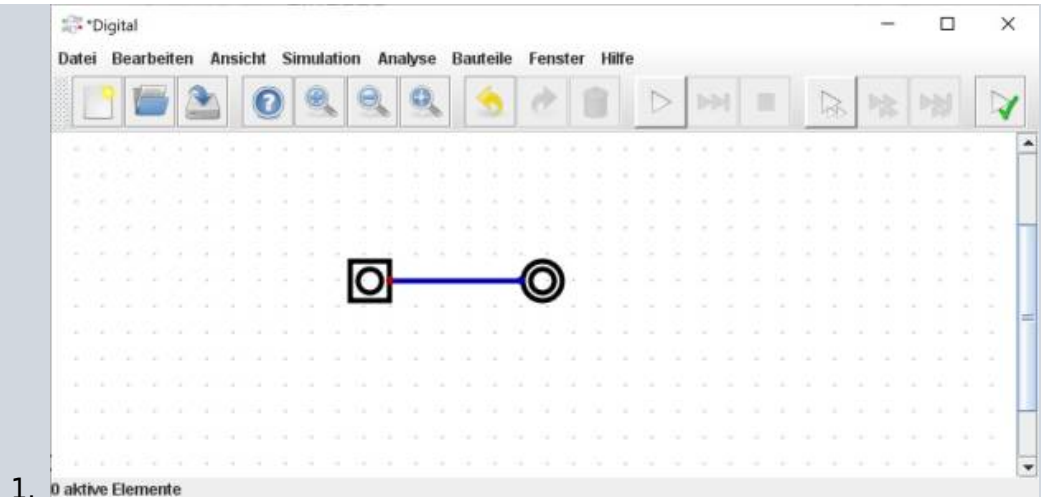 *Digital
Datei Bearbeiten Ansicht Simulation Analyse Bauteile Fenster Hilfe
1.
0 aktive Elemente